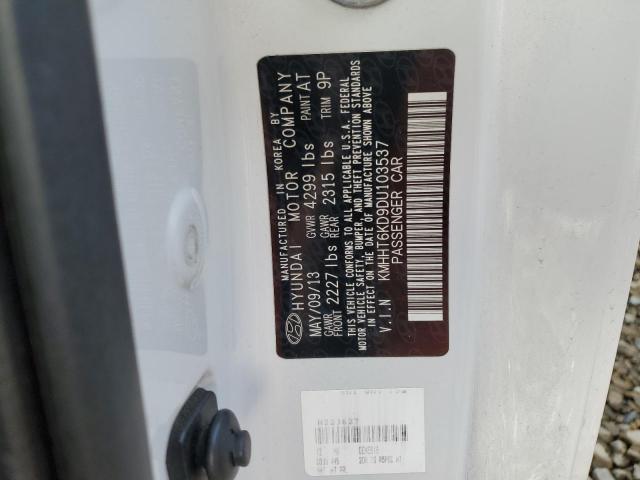 MANUFACTURED IN KOREA BY
HYUNDAI MOTOR COMPANY
MAY/09/13 GVWR 4299 lbs PAINT AT
GAWR FRONT 2227 lbs GAWR REAR 2315 lbs TRIM 9P
THIS VEHICLE CONFORMS TO ALL APPLICABLE U.S.A. FEDERAL
MOTOR VEHICLE SAFETY, BUMPER, AND THEFT PREVENTION STANDARDS
IN EFFECT ON THE DATE OF MANUFACTURE SHOWN ABOVE
V.I.N KMHHT6KD9DU103537
PASSENGER CAR